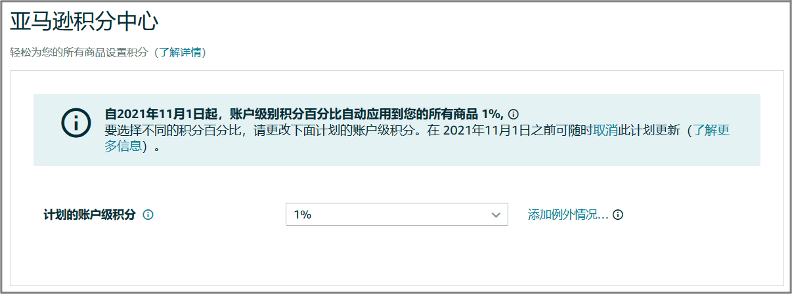 亚马逊积分中心
轻松为您的所有商品设置积分（了解详情）
自2021年11月1日起，账户级别积分百分比自动应用到您的所有商品 1%,
要选择不同的积分百分比，请更改下面计划的账户级积分。在 2021年11月1日之前可随时取消此计划更新（了解更
多信息）。
计划的账户级积分 1% 添加例外情况...